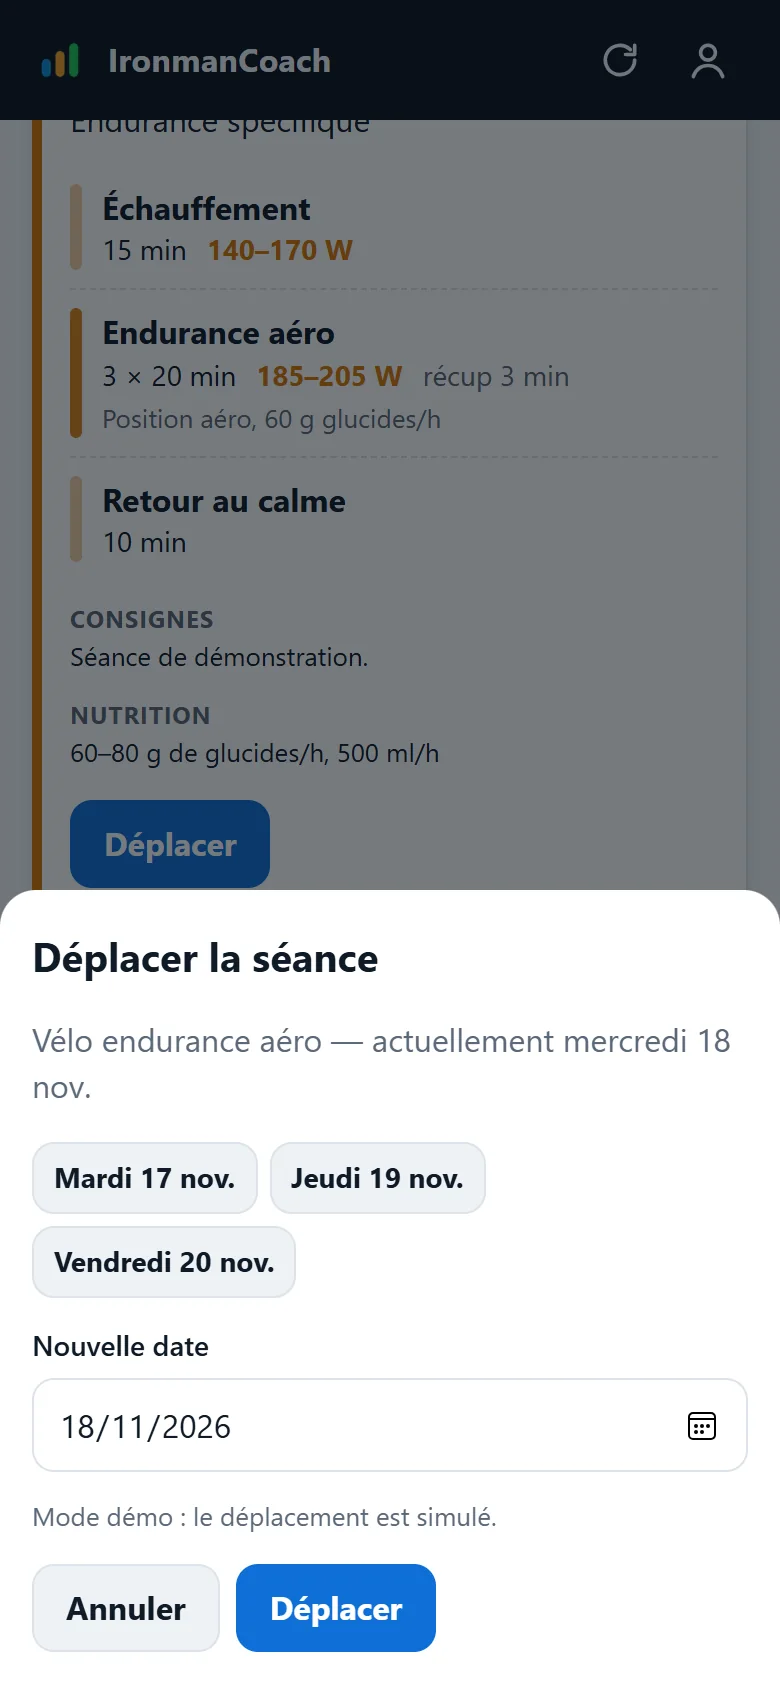 IronmanCoach
Endurance spécifique
Échauffement
15 min 140–170 W
Endurance aéro
3 × 20 min 185–205 W récup 3 min
Position aéro, 60 g glucides/h
Retour au calme
10 min
CONSIGNES
Séance de démonstration.
NUTRITION
60–80 g de glucides/h, 500 ml/h
Déplacer
Déplacer la séance
Vélo endurance aéro — actuellement mercredi 18
nov.
Mardi 17 nov. Jeudi 19 nov.
Vendredi 20 nov.
Nouvelle date
18/11/2026
Mode démo : le déplacement est simulé.
Annuler Déplacer